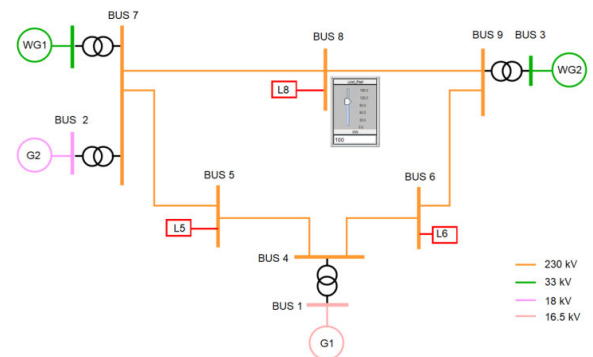 BUS 7
BUS 8
BUS 9
BUS 3
WG1
WG2
L8
100
BUS 2
G2
BUS 5
BUS 6
L5
L6
BUS 4
BUS 1
G1
230 kV
33 kV
18 kV
16.5 kV